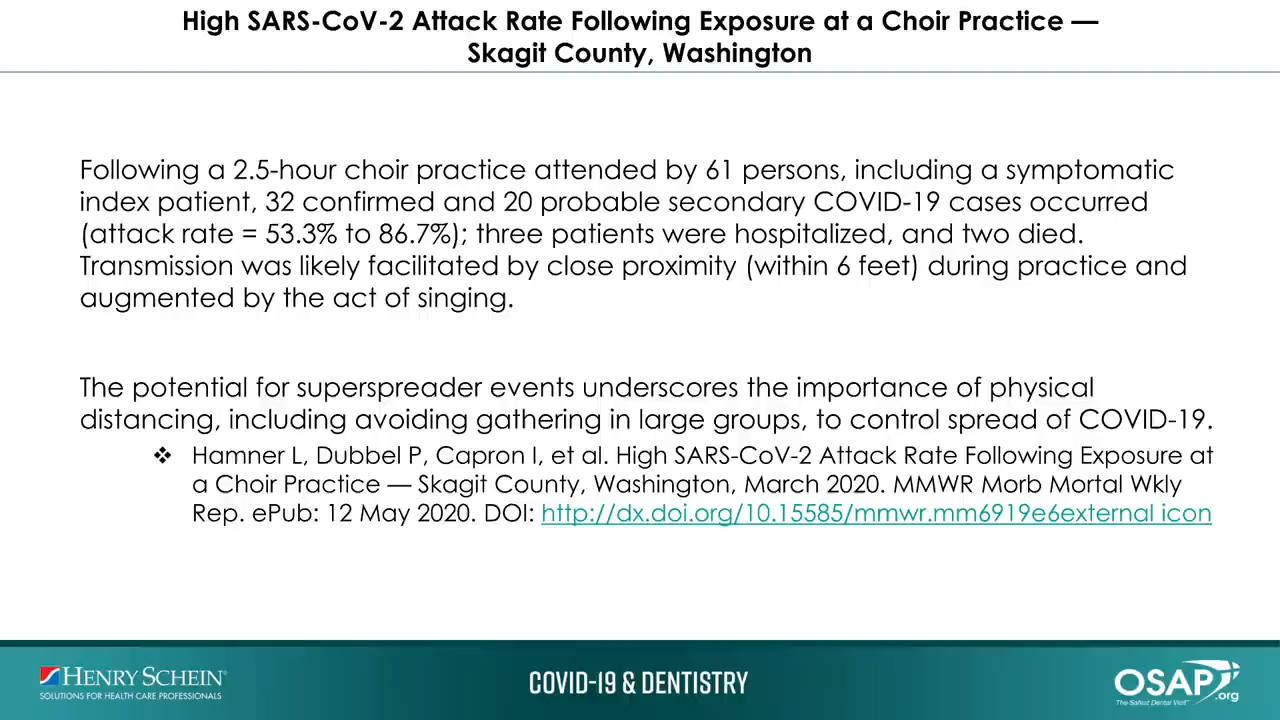 High SARS-CoV-2 Attack Rate Following Exposure at a Choir Practice —
Skagit County, Washington
Following a 2.5-hour choir practice attended by 61 persons, including a symptomatic
index patient, 32 confirmed and 20 probable secondary COVID-19 cases occurred
(attack rate = 53.3% to 86.7%); three patients were hospitalized, and two died.
Transmission was likely facilitated by close proximity (within 6 feet) during practice and
augmented by the act of singing.
The potential for superspreader events underscores the importance of physical
distancing, including avoiding gathering in large groups, to control spread of COVID-19.
❖ Hamner L, Dubbel P, Capron I, et al. High SARS-CoV-2 Attack Rate Following Exposure at
a Choir Practice — Skagit County, Washington, March 2020. MMWR Morb Mortal Wkly
Rep. ePub: 12 May 2020. DOI: http://dx.doi.org/10.15585/mmwr.mm6919e6external icon
HENRY SCHEIN®
SOLUTIONS FOR HEALTH CARE PROFESSIONALS
COVID-19 & DENTISTRY
OSAP.org
The Safest Dental Visit™